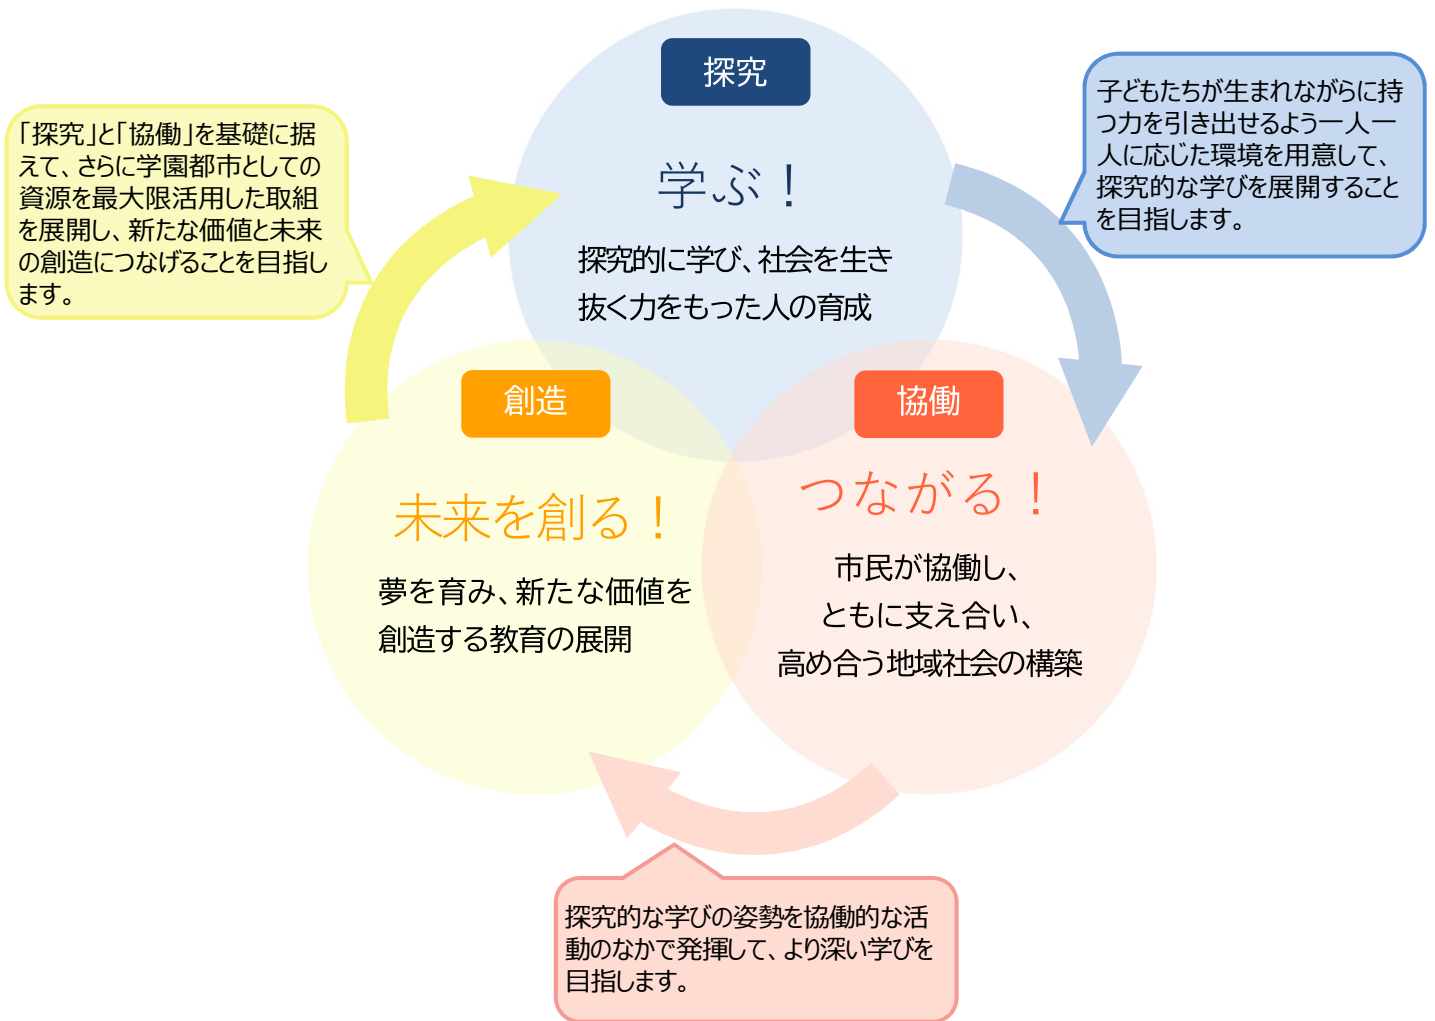 探究
学ぶ！
探究的に学び、社会を生き
抜く力をもった人の育成
子どもたちが生まれながらに持
つ力を引き出せるよう一人一
人に応じた環境を用意して、
探究的な学びを展開すること
を目指します。
「探究」と「協働」を基礎に据
えて、さらに学園都市としての
資源を最大限活用した取組
を展開し、新たな価値と未来
の創造につなげることを目指し
ます。
創造
未来を創る！
夢を育み、新たな価値を
創造する教育の展開
協働
つながる！
市民が協働し、
ともに支え合い、
高め合う地域社会の構築
探究的な学びの姿勢を協働的な活
動のなかで発揮して、より深い学びを
目指します。